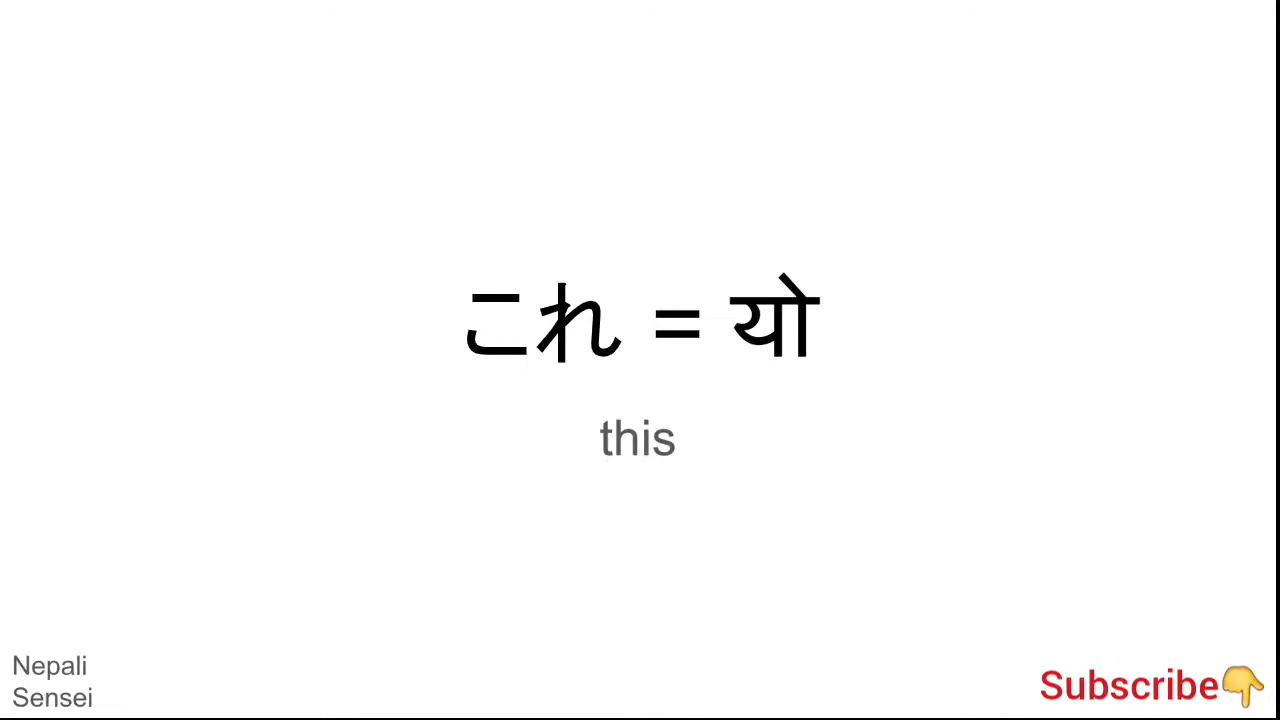 これ = यो
this
Nepali
Sensei
Subscribe👇